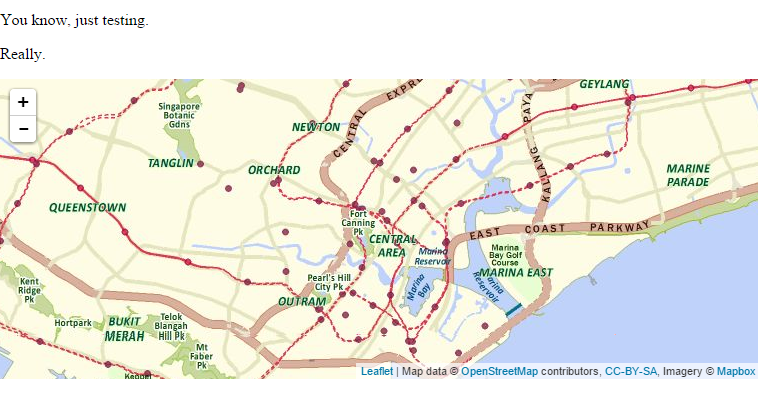 You know, just testing.
Really.
+
−
GEYLANG
CENTRAL EXPRE
KALLANG PAYA
Singapore
Botanic
Gdns
NEWTON
TANGLIN
ORCHARD
MARINE
PARADE
QUEENSTOWN
Fort
Canning
Pk
EAST COAST PARKWAY
CENTRAL
AREA
Marina
Reservoir
Marina
Bay Golf
Course
MARINA EAST
Marina
Reservoir
Marina
Bay
Pearl's Hill
City Pk
OUTRAM
Kent
Ridge
Pk
Hortpark
BUKIT
MERAH
Telok
Blangah
Hill Pk
Mt
Faber
Pk
Keppel
Leaflet | Map data © OpenStreetMap contributors, CC-BY-SA, Imagery © Mapbox